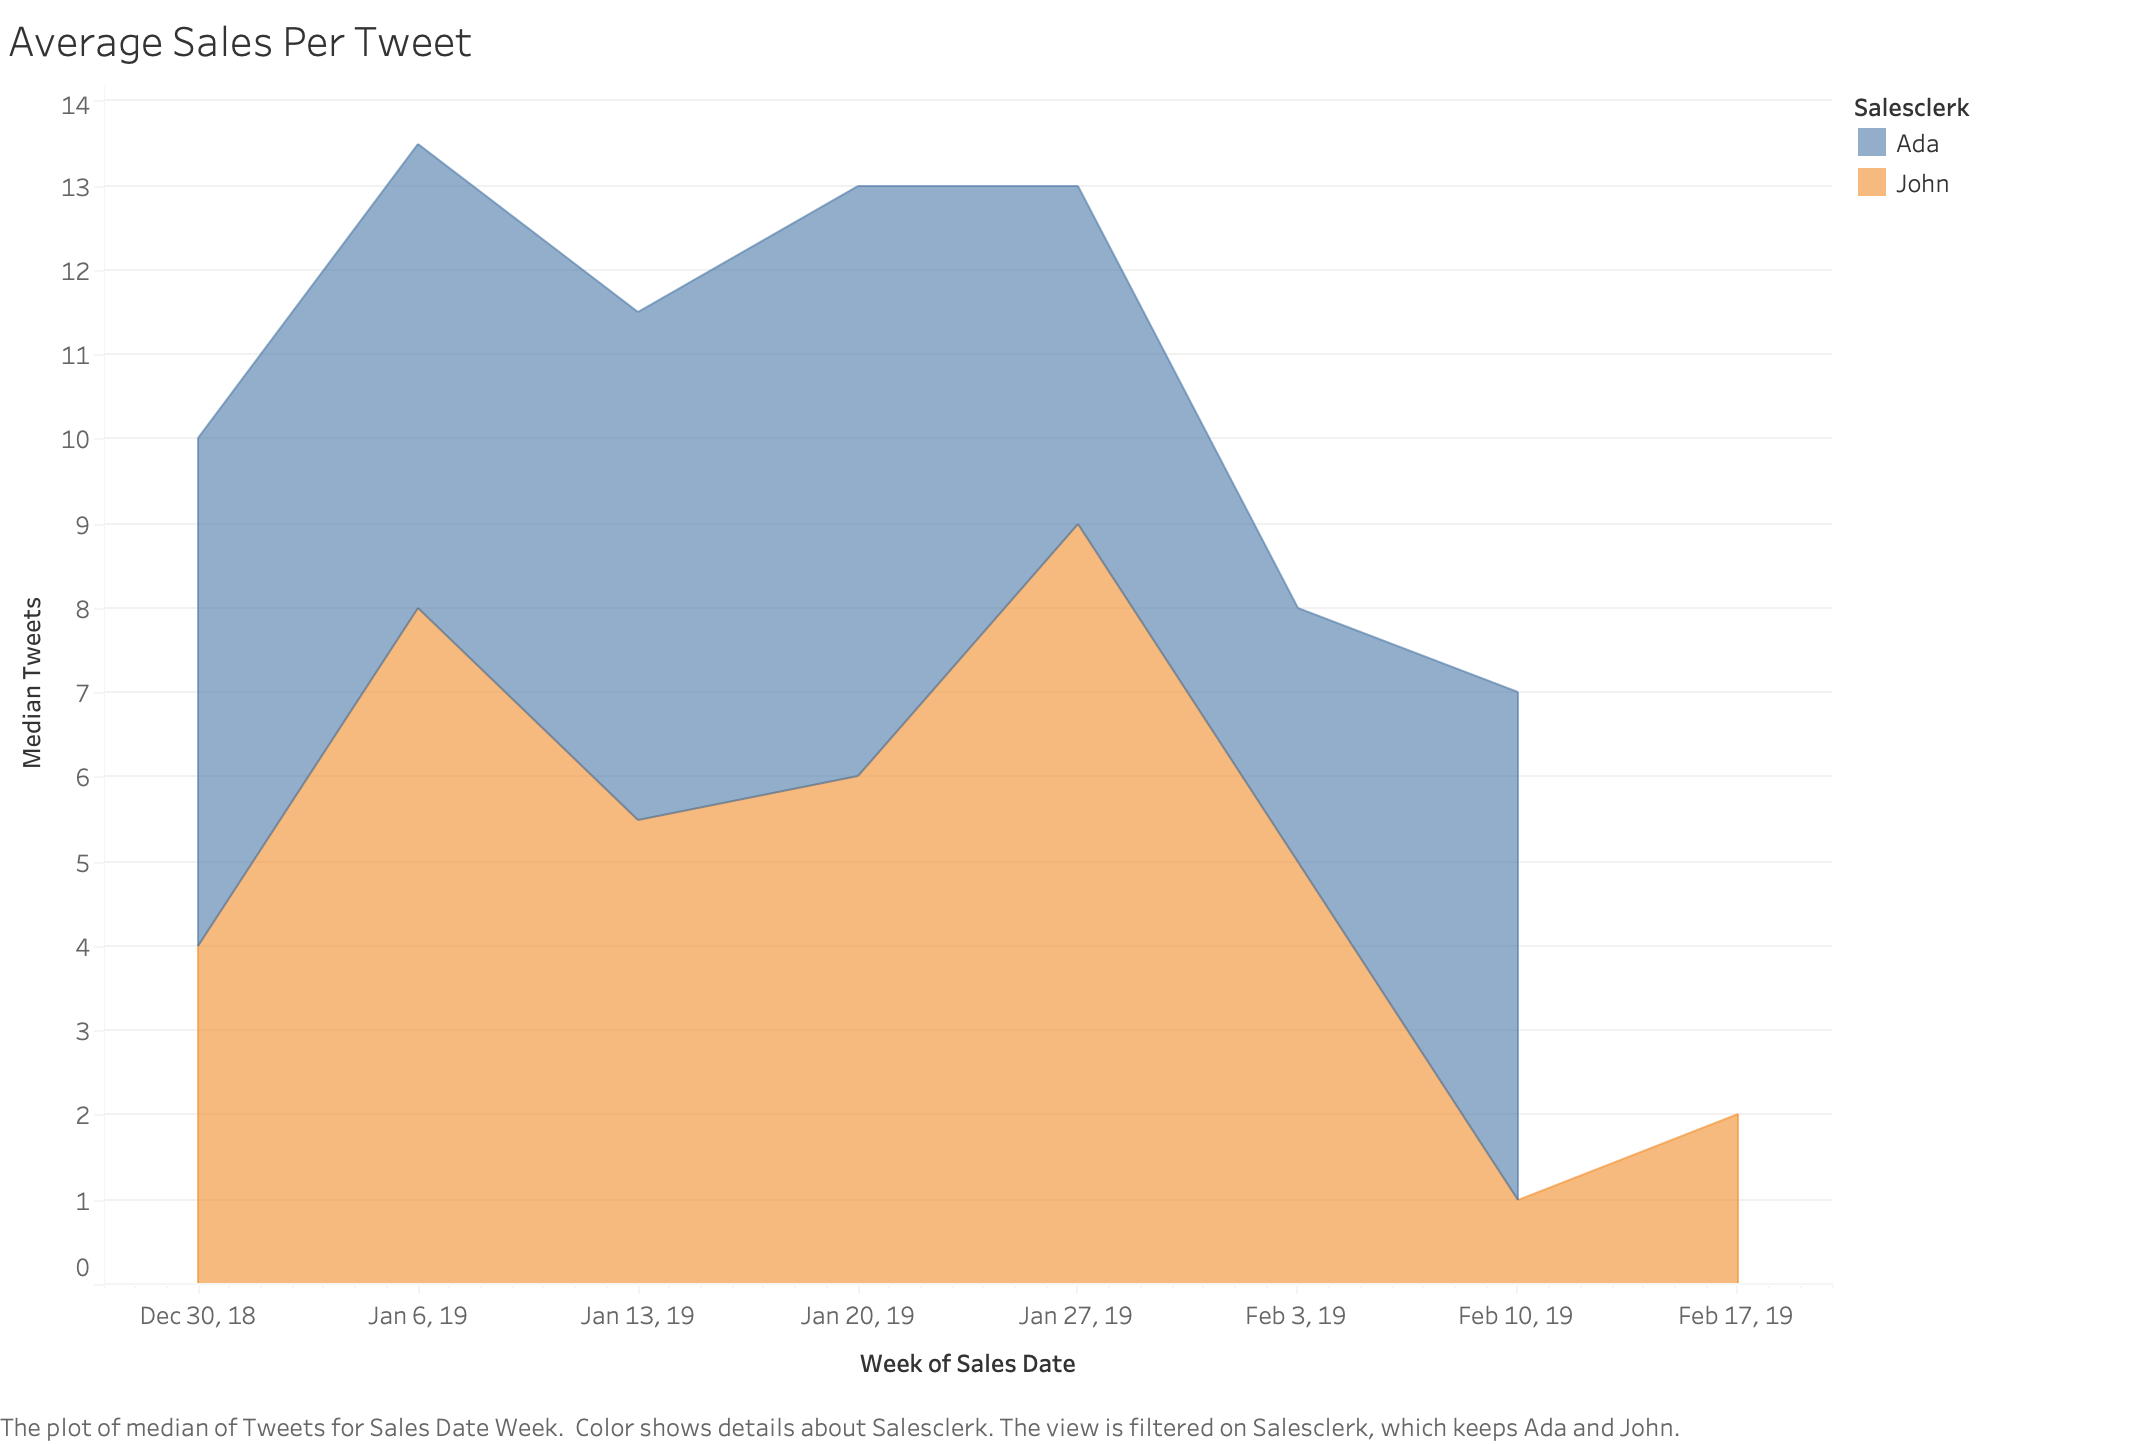 Average Sales Per Tweet
14
13
12
11
10
9
8
7
6
5
4
3
2
1
0
Median Tweets
Dec 30, 18
Jan 6, 19
Jan 13, 19
Jan 20, 19
Jan 27, 19
Feb 3, 19
Feb 10, 19
Feb 17, 19
Week of Sales Date
Salesclerk
Ada
John
The plot of median of Tweets for Sales Date Week.  Color shows details about Salesclerk. The view is filtered on Salesclerk, which keeps Ada and John.